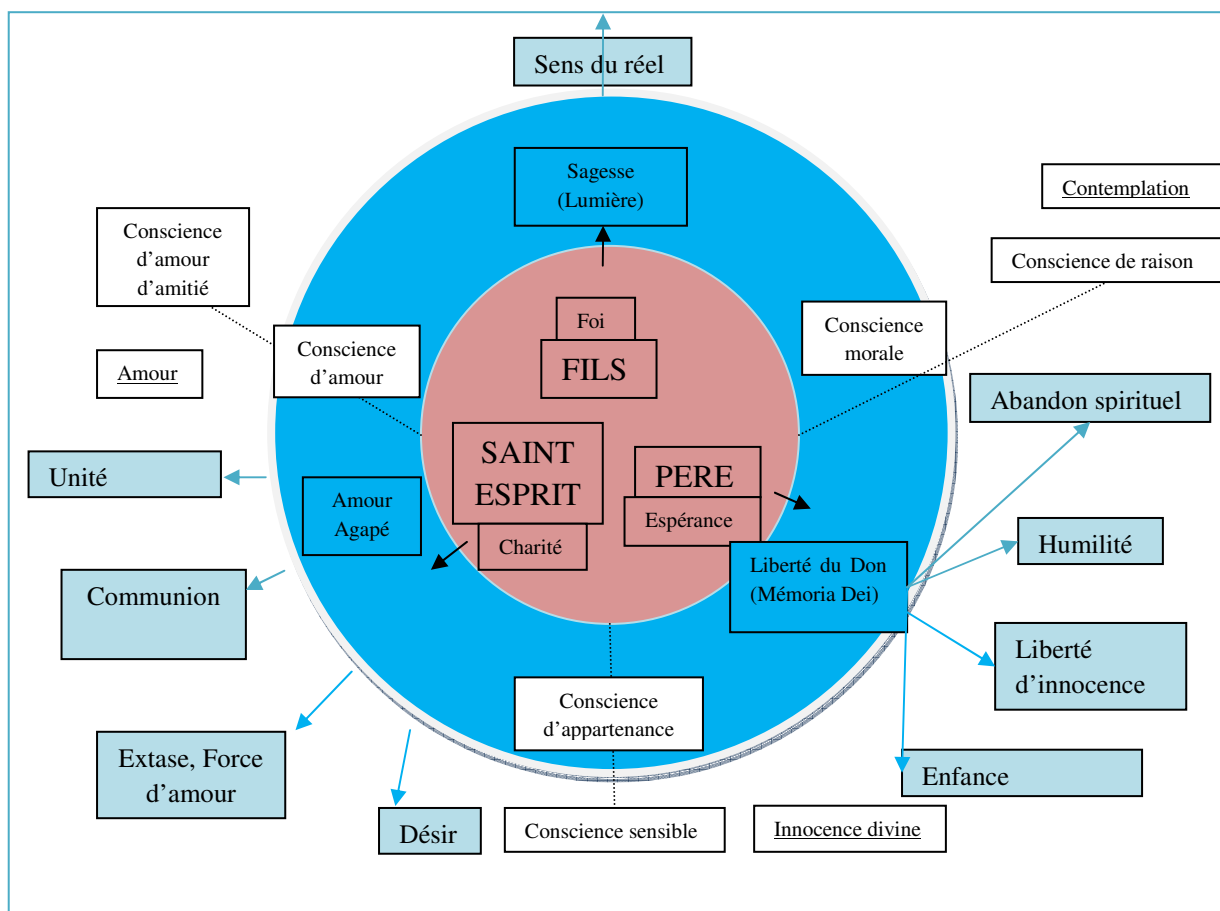 Sens du réel
Sagesse
(Lumière)
Contemplation
Conscience
d’amour
d’amitié
Conscience de raison
Foi
FILS
Conscience
morale
Conscience
d’amour
Amour
Abandon spirituel
SAINT
ESPRIT
PERE
Unité
Amour
Agapé
Espérance
Charité
Humilité
Liberté du Don
(Mémoria Dei)
Communion
Liberté
d’innocence
Conscience
d’appartenance
Extase, Force
d’amour
Enfance
Désir
Conscience sensible
Innocence divine